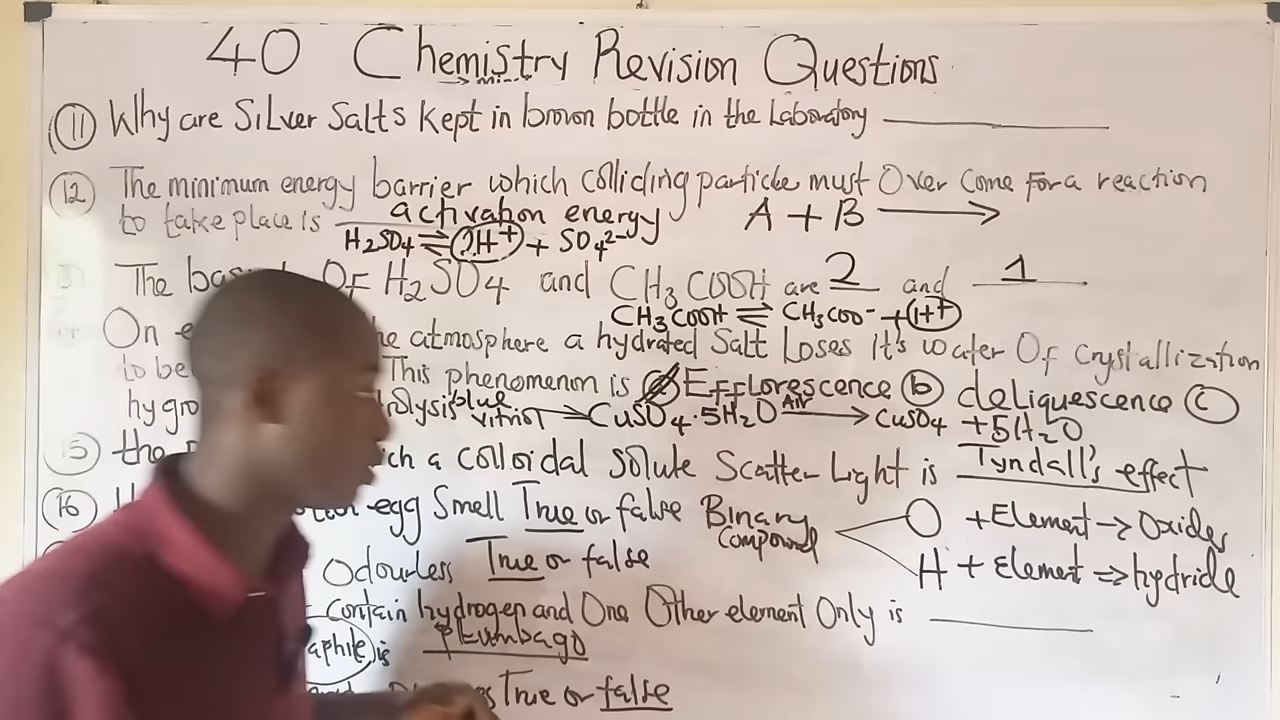 40 Chemistry Revision Questions
(11) Why are Silver Salts Kept in brown bottle in the Laboratory
(12) The minimum energy barrier which colliding particle must Over Come For a reaction
to take place is activation energy A + B →
H2SO4 ⇌ 2H+ + SO4 2-
The Of H2SO4 and CH3COOH are 2 and 1
CH3COOH ⇌ CH3COO- + H+
On the atmosphere a hydrated Salt Loses It's water Of Crystallization
to be This phenomenon is (a) Efflorescence (b) deliquescence (c)
hygro lysis blue vitriol → CuSO4·5H2O Air → CuSO4 + 5H2O
15 the which a colloidal Solute Scatter Light is Tyndall's effect
(16) egg Smell True or false Binary compound O + Element → Oxides
Odourless True or false H + Element ⇒ hydride
Contain hydrogen and One Other element Only is
aphite is Plumbago
True or false